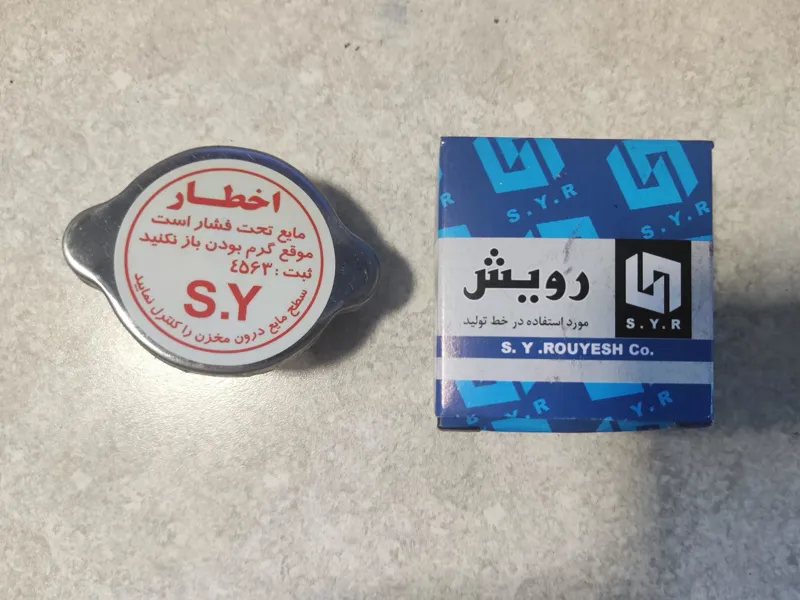 اخطار
مایع تحت فشار است
موقع گرم بودن باز نکنید
ثبت : ٤٥٦٣
S.Y
سطح مایع درون مخزن را کنترل نمایید
S.Y.R
S.Y.R
رویش
مورد استفاده در خط تولید
S.Y.R
S. Y .ROUYESH Co.
S.Y.R
S.Y.R